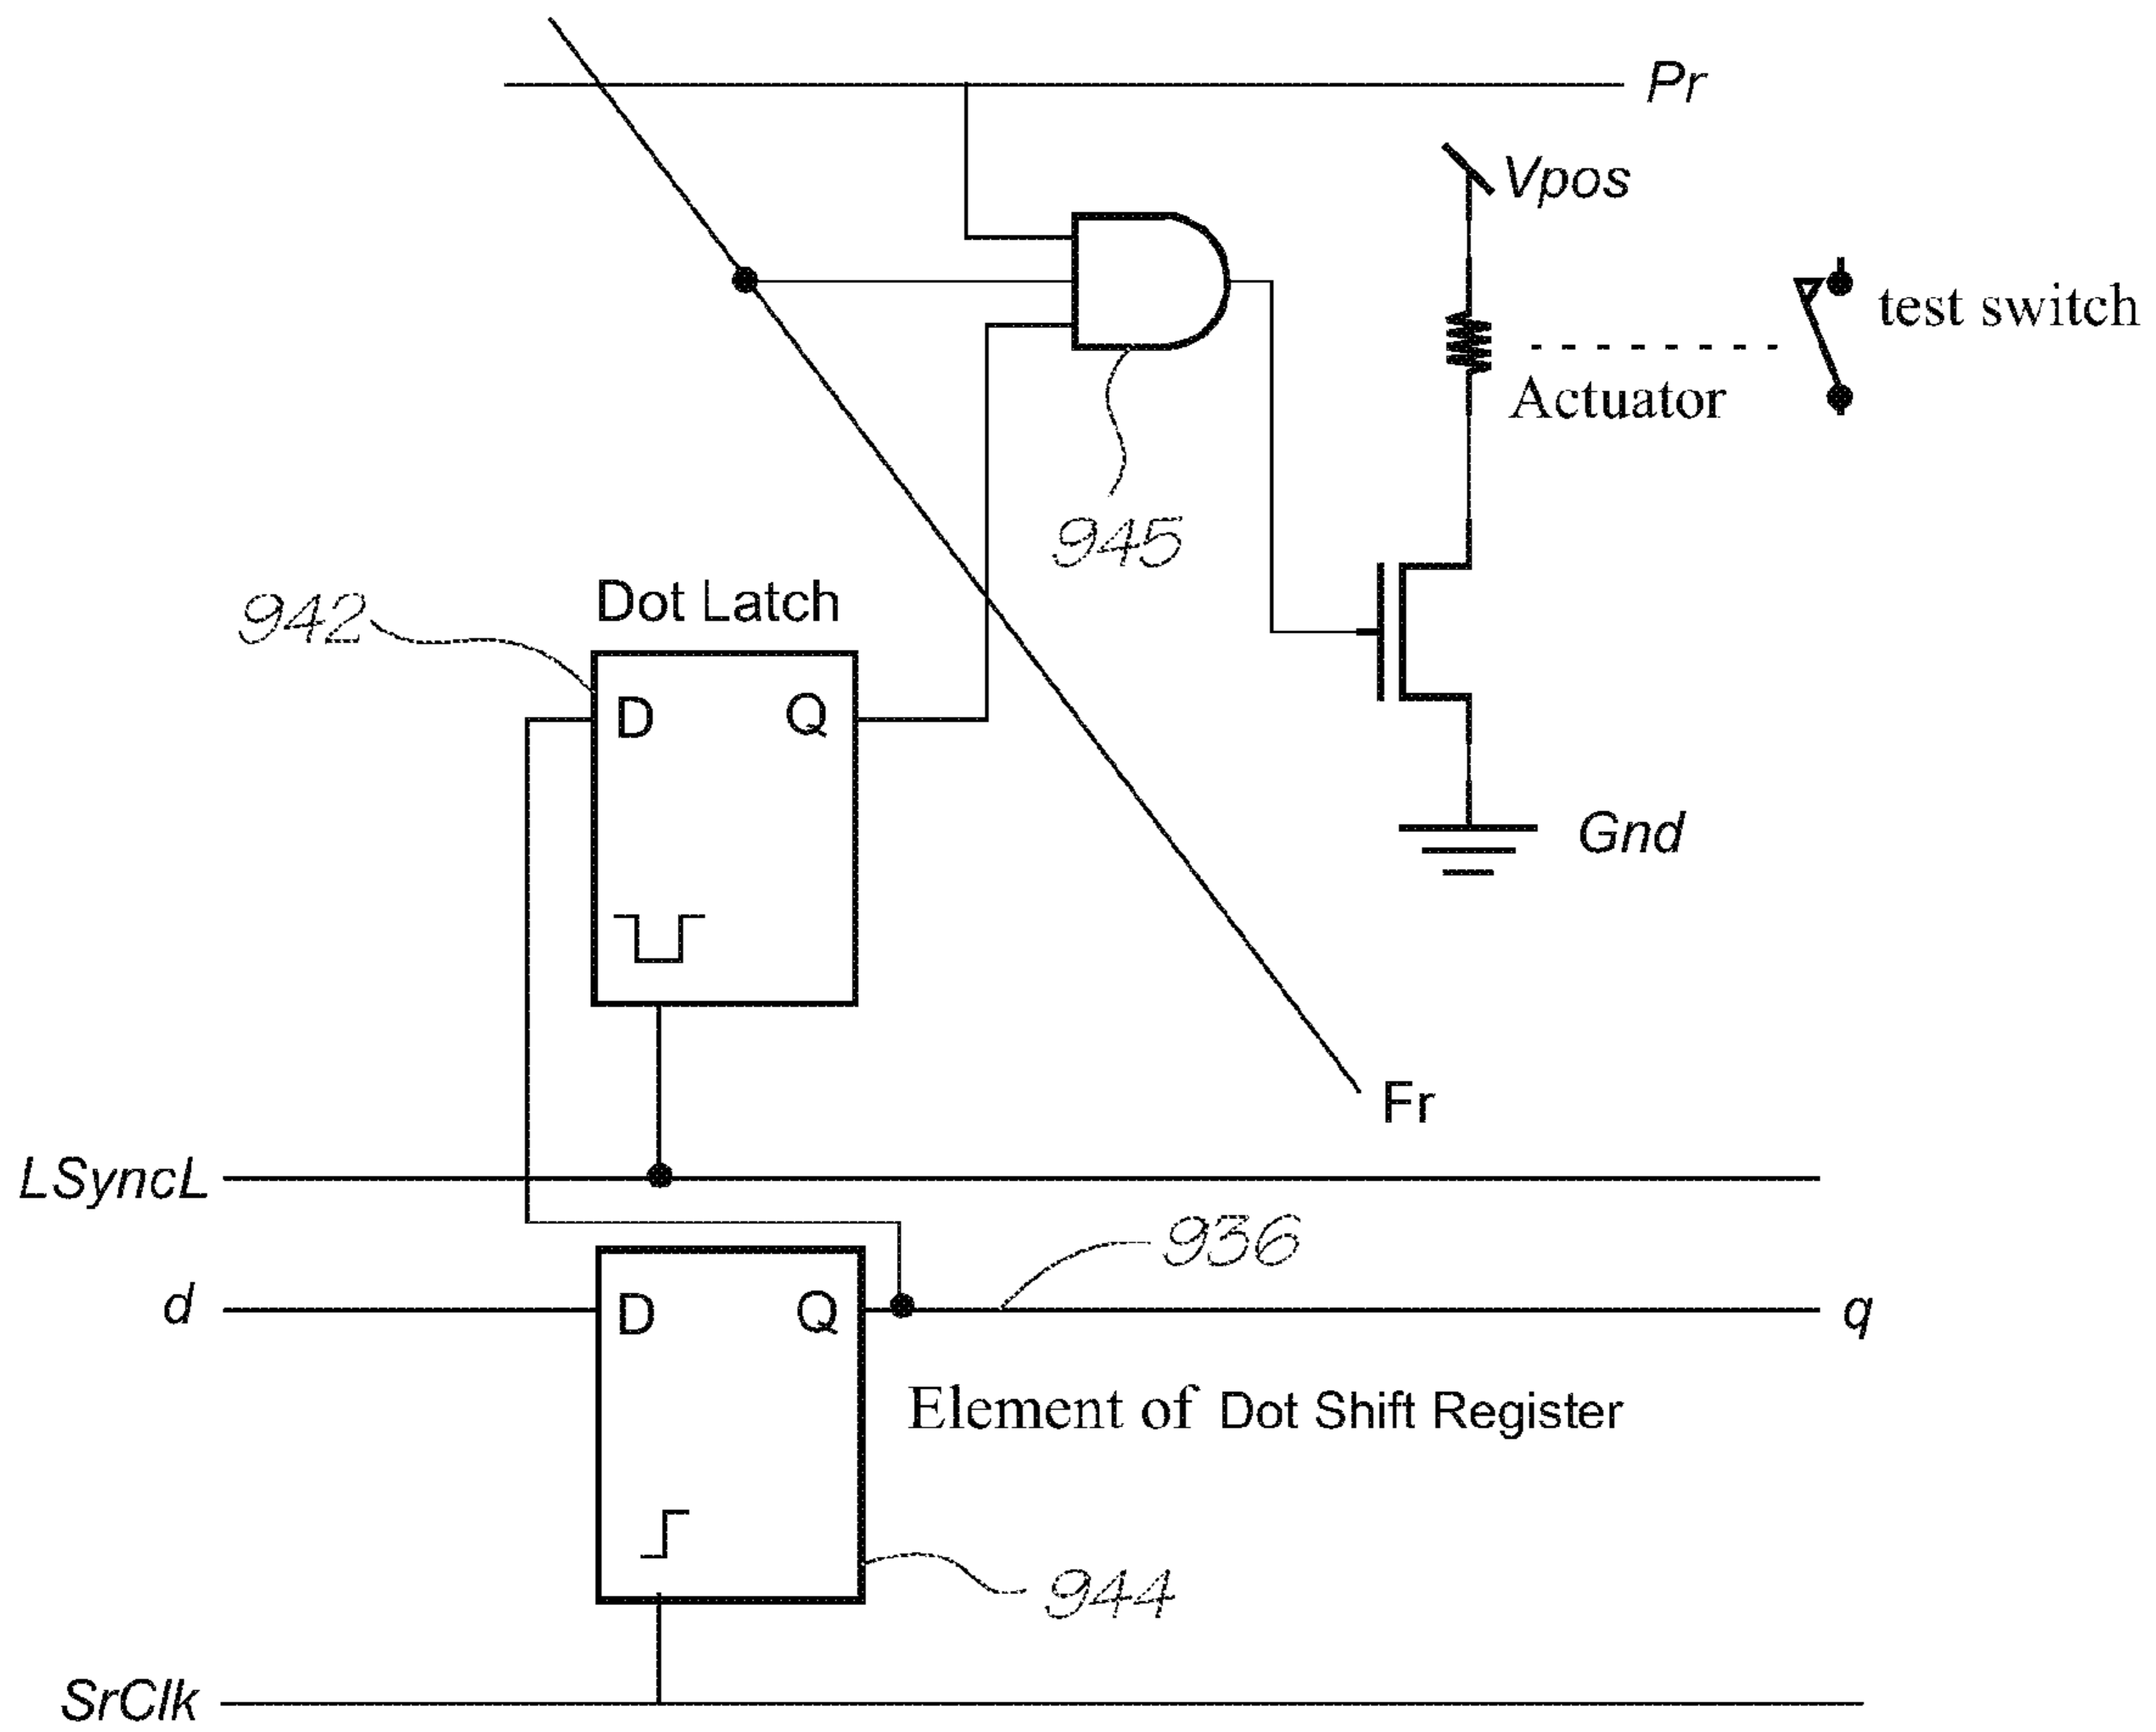 Pr
Vpos
test switch
Actuator
945
942
Dot Latch
D Q
Gnd
Fr
LSyncL
936
d
D Q
q
Element of Dot Shift Register
944
SrClk